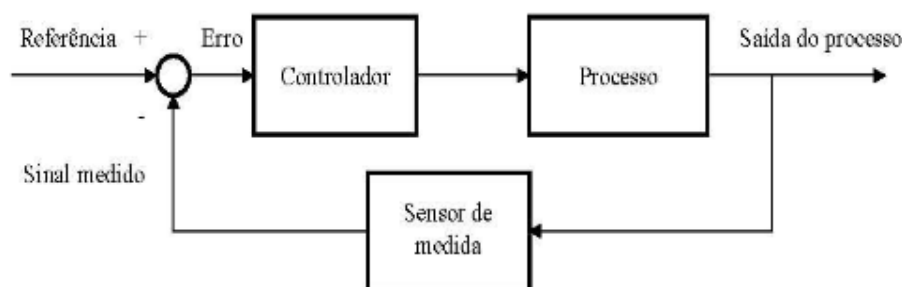 Referência +
Erro
Controlador
Processo
Saída do processo
-
Sinal medido
Sensor de
medida